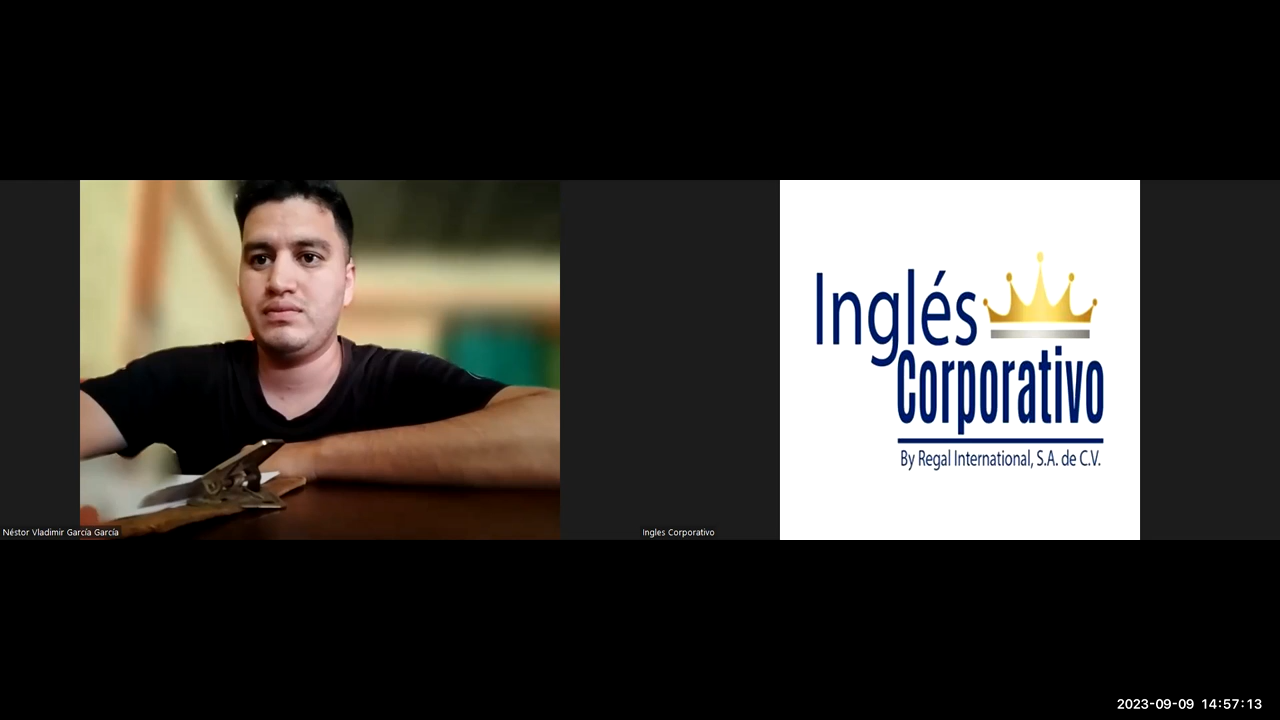 Inglés
Corporativo
By Regal International, S.A. de C.V.
Néstor Vladimir García García
Ingles Corporativo
2023-09-09 14:57:13